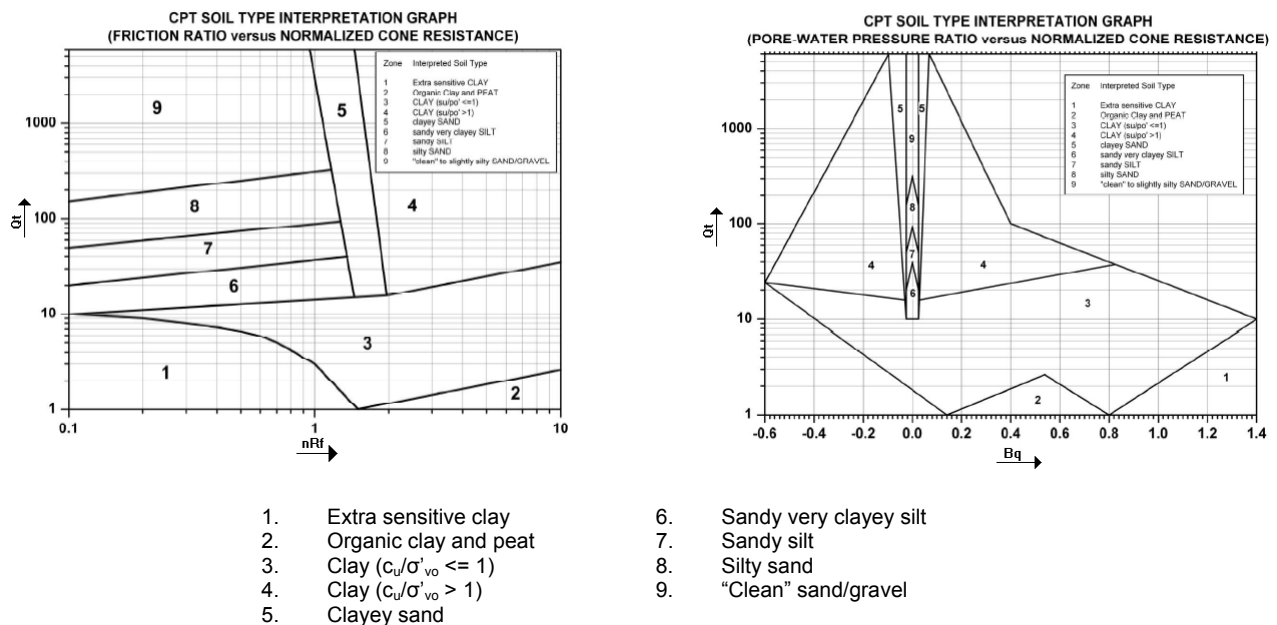 CPT SOIL TYPE INTERPRETATION GRAPH
(FRICTION RATIO versus NORMALIZED CONE RESISTANCE)
Zone Interpreted Soil Type
1 Extra sensitive CLAY
2 Organic Clay and PEAT
3 CLAY (su/po' <=1)
4 CLAY (su/po' >1)
5 clayey SAND
6 sandy very clayey SILT
7 sandy SILT
8 silty SAND
9 "clean" to slightly silty SAND/GRAVEL
9
5
8
4
7
6
3
1
2
1000
100
10
1
Qt
0.1
1
10
nRf
CPT SOIL TYPE INTERPRETATION GRAPH
(PORE-WATER PRESSURE RATIO versus NORMALIZED CONE RESISTANCE)
Zone Interpreted Soil Type
1 Extra sensitive CLAY
2 Organic Clay and PEAT
3 CLAY (su/po' <=1)
4 CLAY (su/po' >1)
5 clayey SAND
6 sandy very clayey SILT
7 sandy SILT
8 silty SAND
9 "clean" to slightly silty SAND/GRAVEL
5
5
9
8
7
4
4
6
3
1
2
1000
100
10
1
Qt
-0.6 -0.4 -0.2 0.0 0.2 0.4 0.6 0.8 1.0 1.2 1.4
Bq
1. Extra sensitive clay
2. Organic clay and peat
3. Clay (cu/σ'vo <= 1)
4. Clay (cu/σ'vo > 1)
5. Clayey sand
6. Sandy very clayey silt
7. Sandy silt
8. Silty sand
9. “Clean” sand/gravel